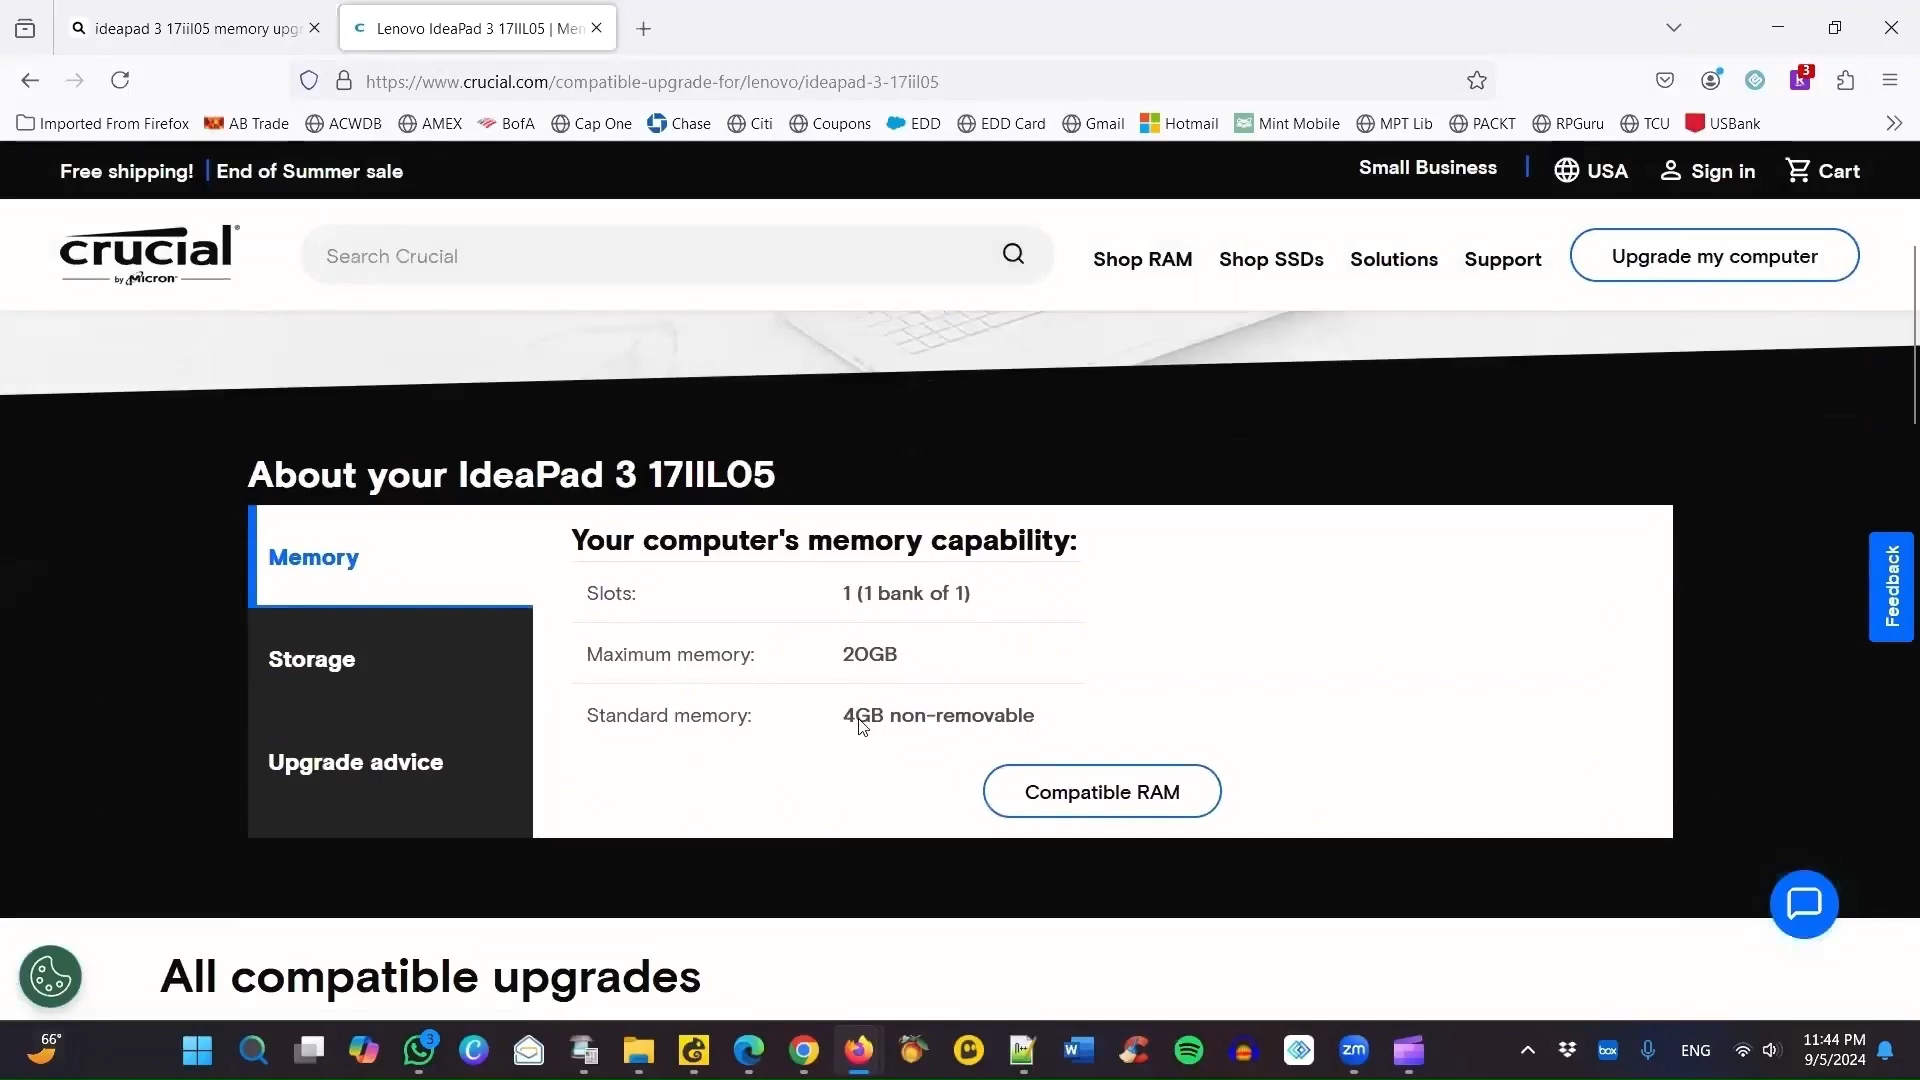 ideapad 3 17iil05 memory upgr
Lenovo IdeaPad 3 17IIL05 | Mem
https://www.crucial.com/compatible-upgrade-for/lenovo/ideapad-3-17iil05
3
Imported From Firefox
AB Trade
ACWDB
AMEX
BofA
Cap One
Chase
Citi
Coupons
EDD
EDD Card
Gmail
Hotmail
Mint Mobile
MPT Lib
PACKT
RPGuru
TCU
USBank
Free shipping!
End of Summer sale
Small Business
USA
Sign in
Cart
crucial
by Micron
Search Crucial
Shop RAM
Shop SSDs
Solutions
Support
Upgrade my computer
About your IdeaPad 3 17IIL05
Memory
Storage
Upgrade advice
Your computer's memory capability:
Slots: 1 (1 bank of 1)
Maximum memory: 20GB
Standard memory: 4GB non-removable
Compatible RAM
Feedback
All compatible upgrades
66°
3
zm
box
ENG
11:44 PM
9/5/2024